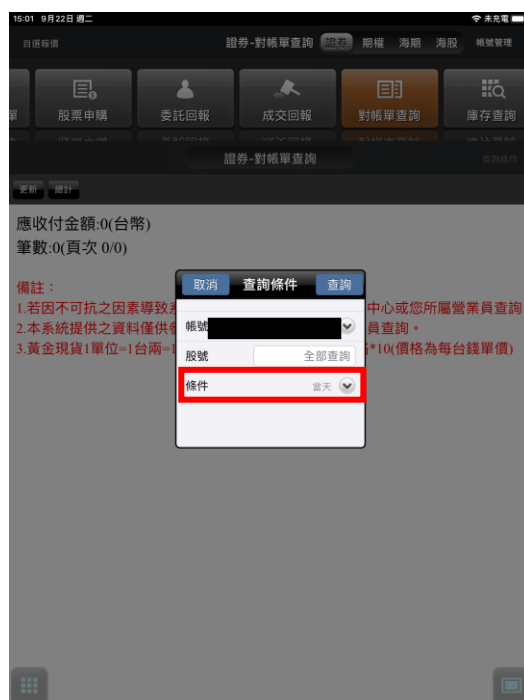 15:01 9月22日 週二
未充電
自選報價
證券-對帳單查詢 證券 期權 海期 海股 帳號管理
單 股票申購 委託回報 成交回報 對帳單查詢 庫存查詢
證券-對帳單查詢 查詢條件
更新 總計
應收付金額:0(台幣)
筆數:0(頁次 0/0)
備註：
1.若因不可抗之因素導致 中心或您所屬營業員查詢
2.本系統提供之資料僅供 員查詢。
3.黃金現貨1單位=1台兩= *10(價格為每台錢單價)
取消 查詢條件 查詢
帳號
股號 全部查詢
條件 當天